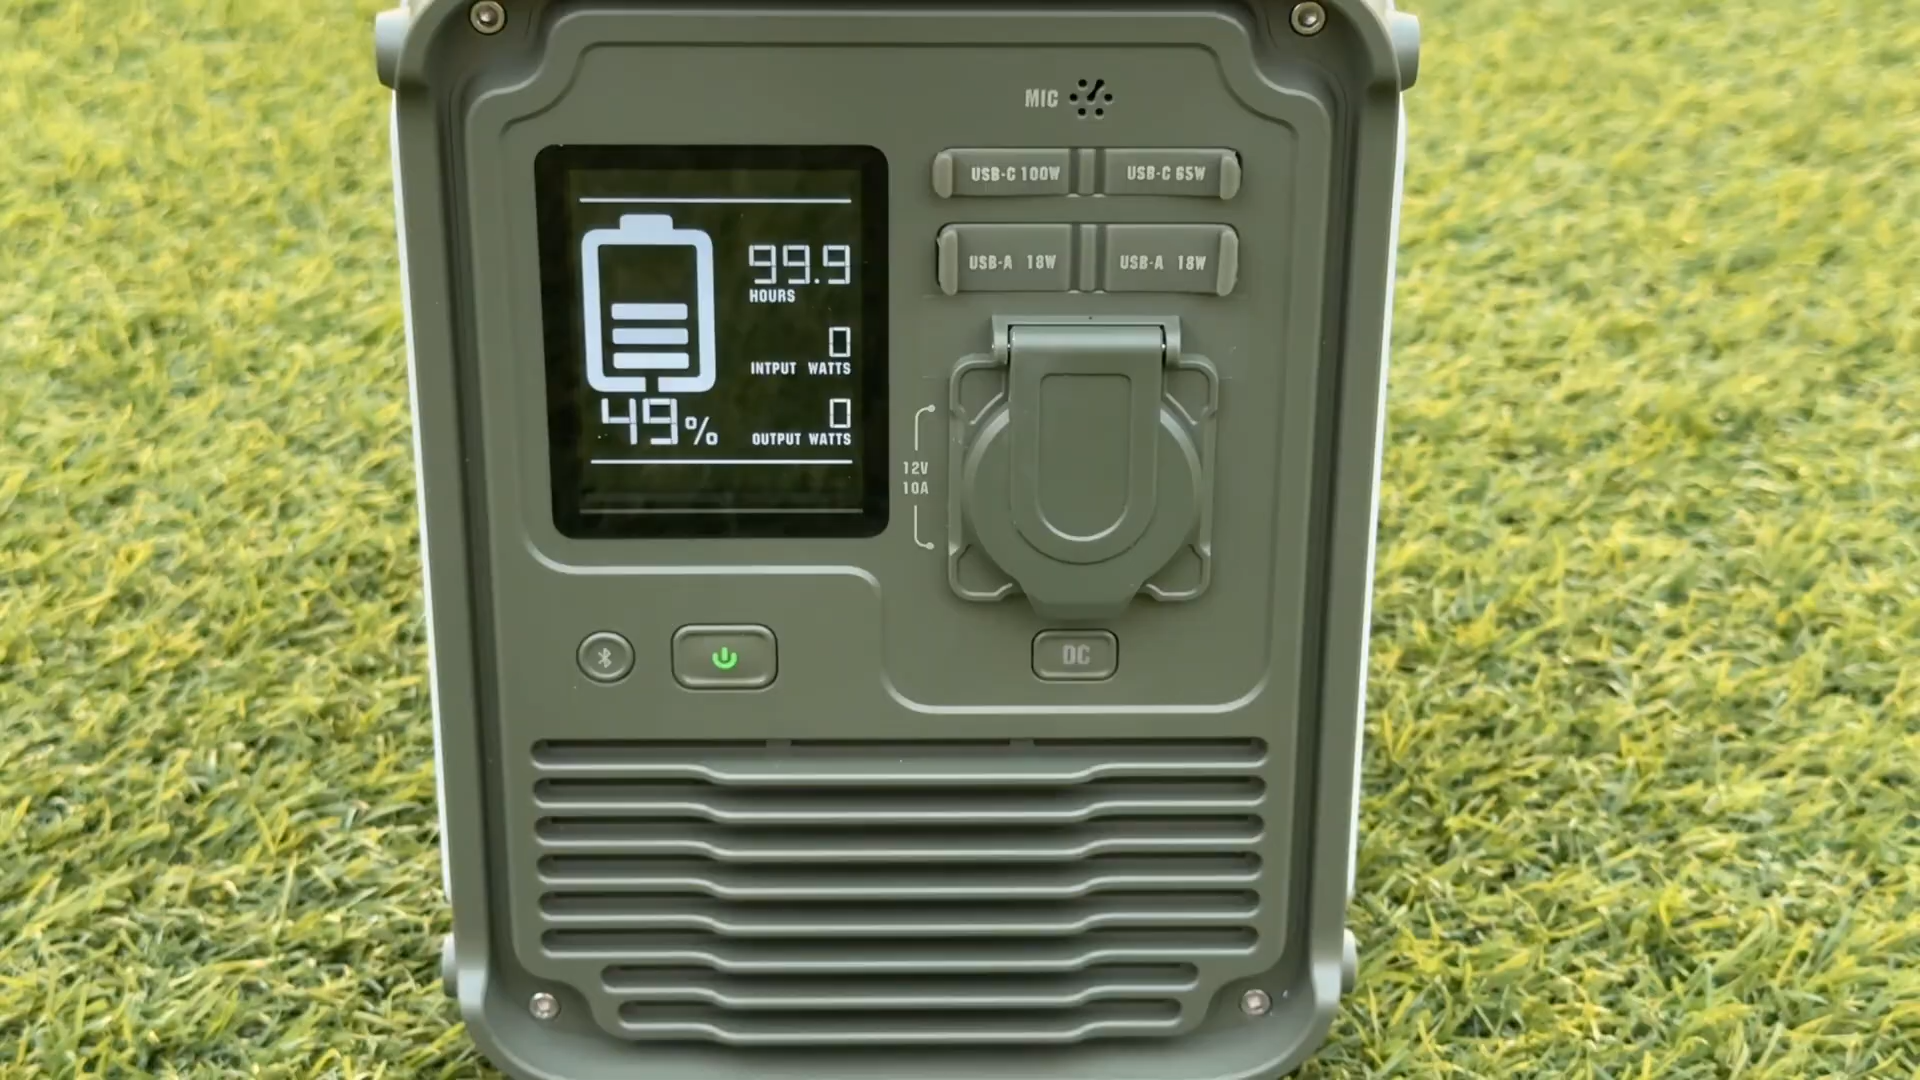 MIC
USB-C 100W USB-C 65W
USB-A 18W USB-A 18W
99.9
HOURS
0
INTPUT WATTS
49%
0
OUTPUT WATTS
12V
10A
DC